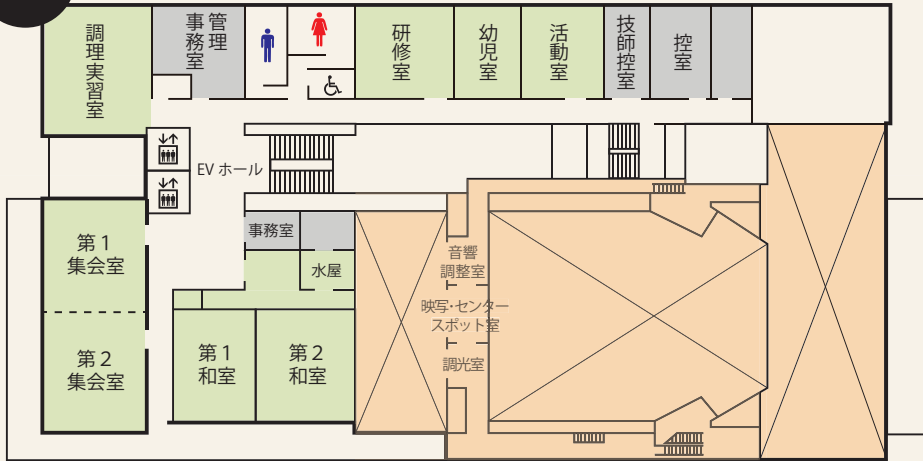 調理実習室
管理
事務室
研修室
幼児室
活動室
技師控室
控室
EV ホール
事務室
水屋
第1
集会室
第2
集会室
第1
和室
第2
和室
音響
調整室
映写・センター
スポット室
調光室